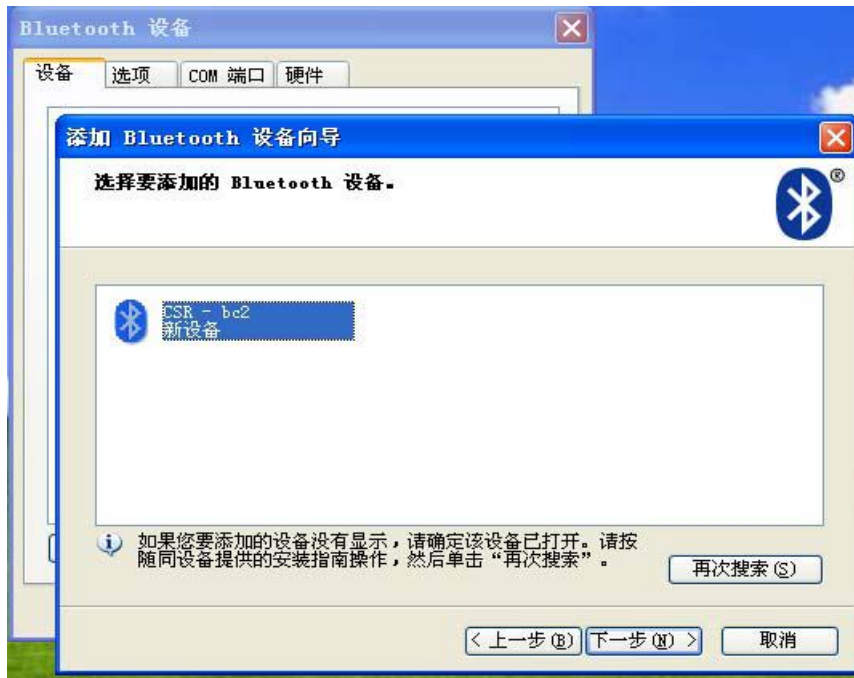 Bluetooth 设备
设备 选项 COM 端口 硬件
添加 Bluetooth 设备向导
选择要添加的 Bluetooth 设备。
®
CSR - bc2
新设备
如果您要添加的设备没有显示，请确定该设备已打开。请按
随同设备提供的安装指南操作，然后单击“再次搜索”。
再次搜索(S)
< 上一步(B) 下一步(N) > 取消